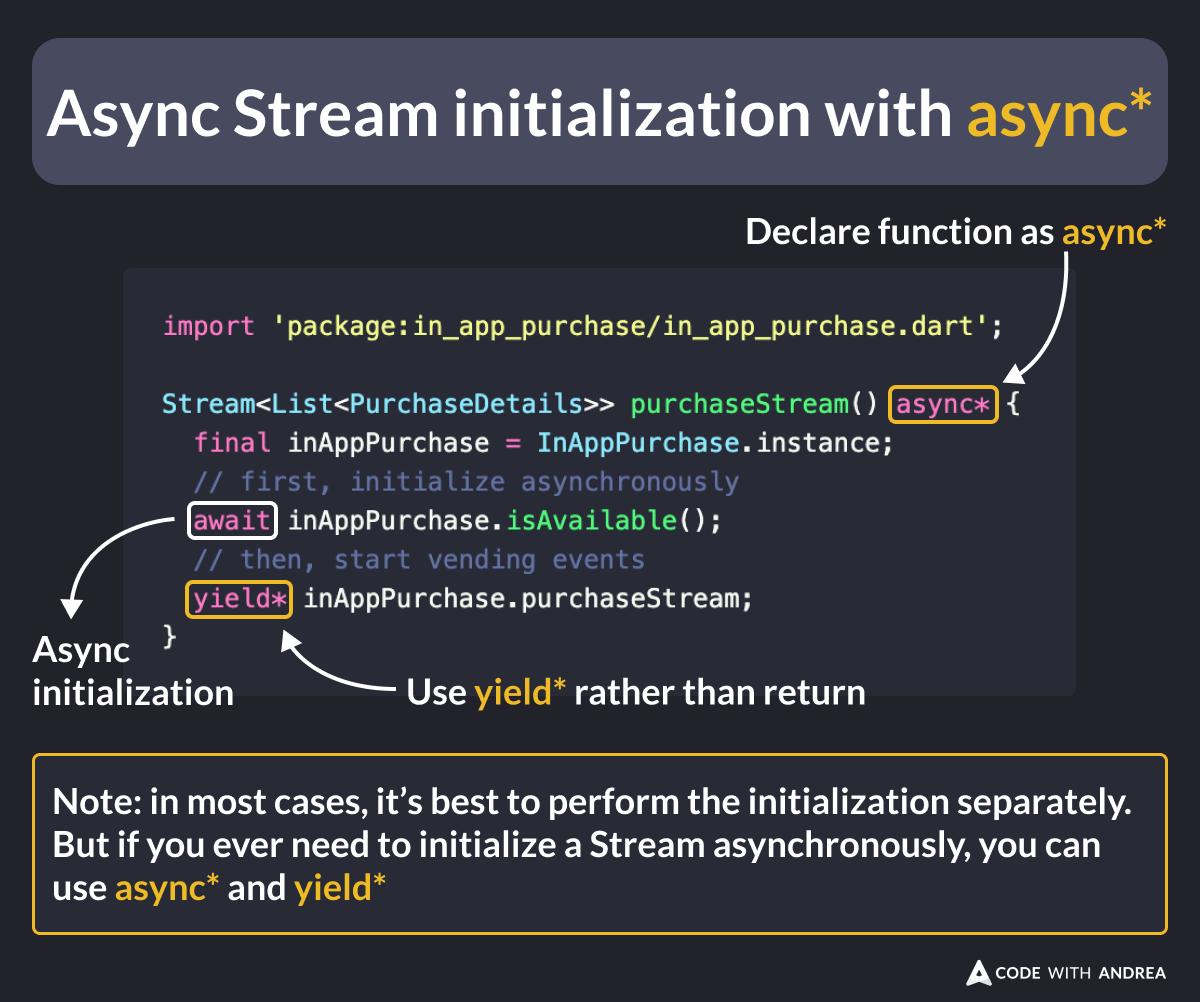 Async Stream initialization with async*
Declare function as async*
import 'package:in_app_purchase/in_app_purchase.dart';
Stream<List<PurchaseDetails>> purchaseStream() async* {
final inAppPurchase = InAppPurchase.instance;
// first, initialize asynchronously
await inAppPurchase.isAvailable();
// then, start vending events
yield* inAppPurchase.purchaseStream;
}
Async
initialization
Use yield* rather than return
Note: in most cases, it’s best to perform the initialization separately.
But if you ever need to initialize a Stream asynchronously, you can
use async* and yield*
CODE WITH ANDREA